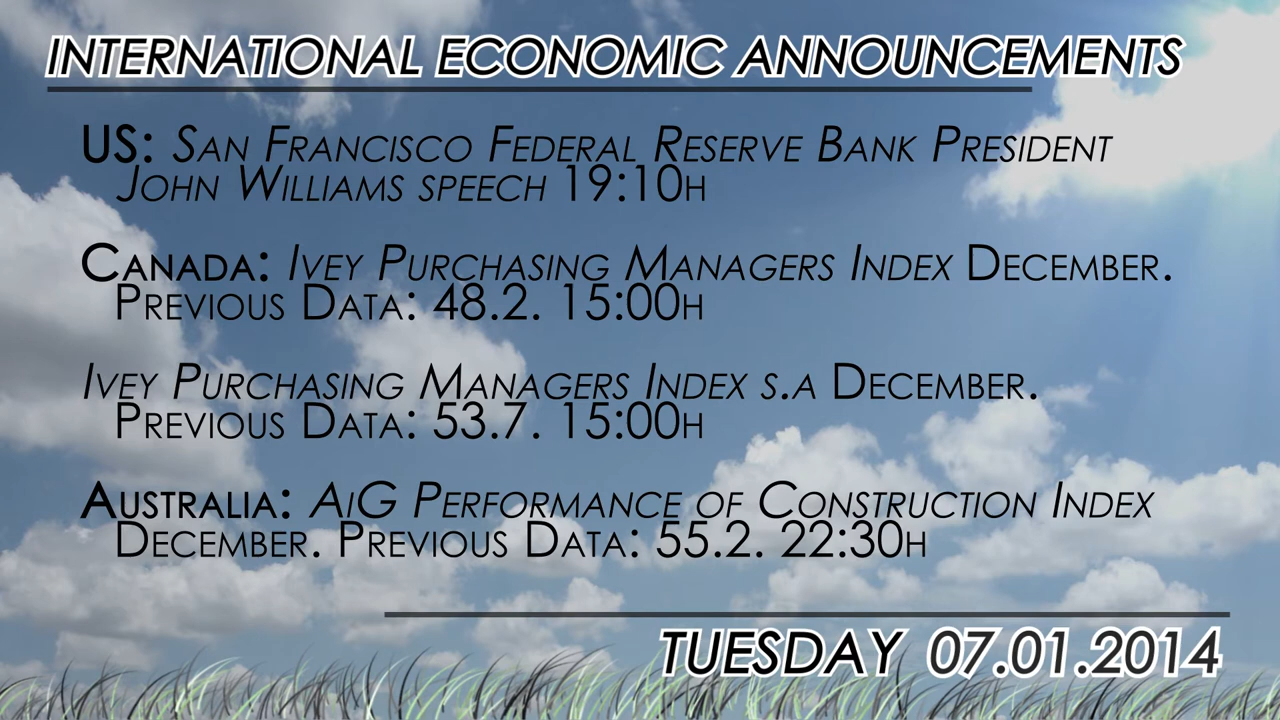 INTERNATIONAL ECONOMIC ANNOUNCEMENTS
US: San Francisco Federal Reserve Bank President
John Williams speech 19:10h
Canada: Ivey Purchasing Managers Index December.
Previous Data: 48.2. 15:00h
Ivey Purchasing Managers Index s.a December.
Previous Data: 53.7. 15:00h
Australia: AiG Performance of Construction Index
December. Previous Data: 55.2. 22:30h
TUESDAY 07.01.2014